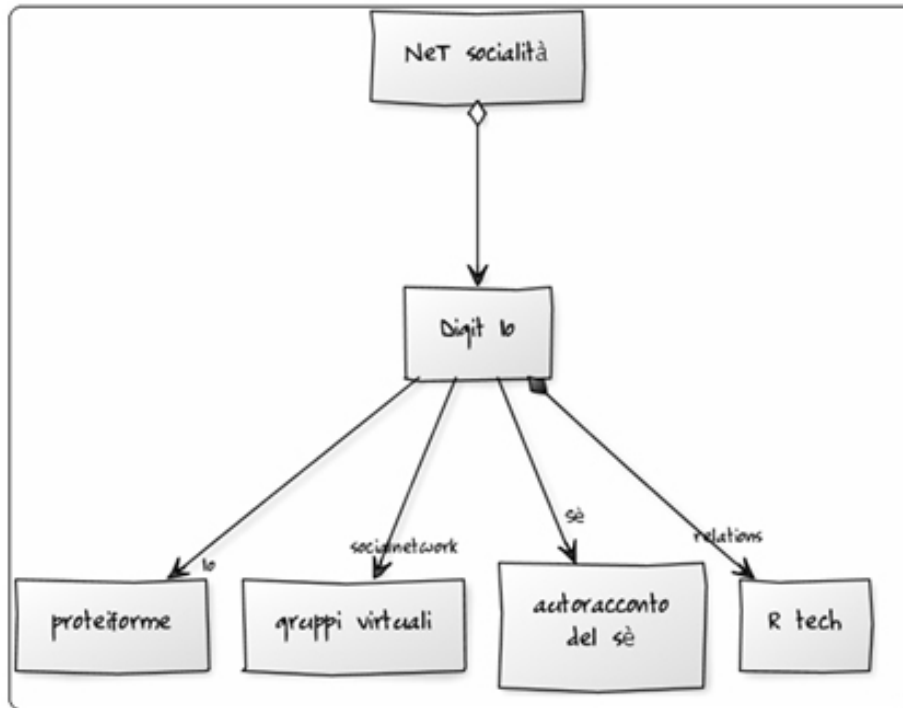 NeT socialità
Digit Io
Io
socialnetwork
sè
relations
proteiforme
gruppi virtuali
autoracconto
del sè
R tech